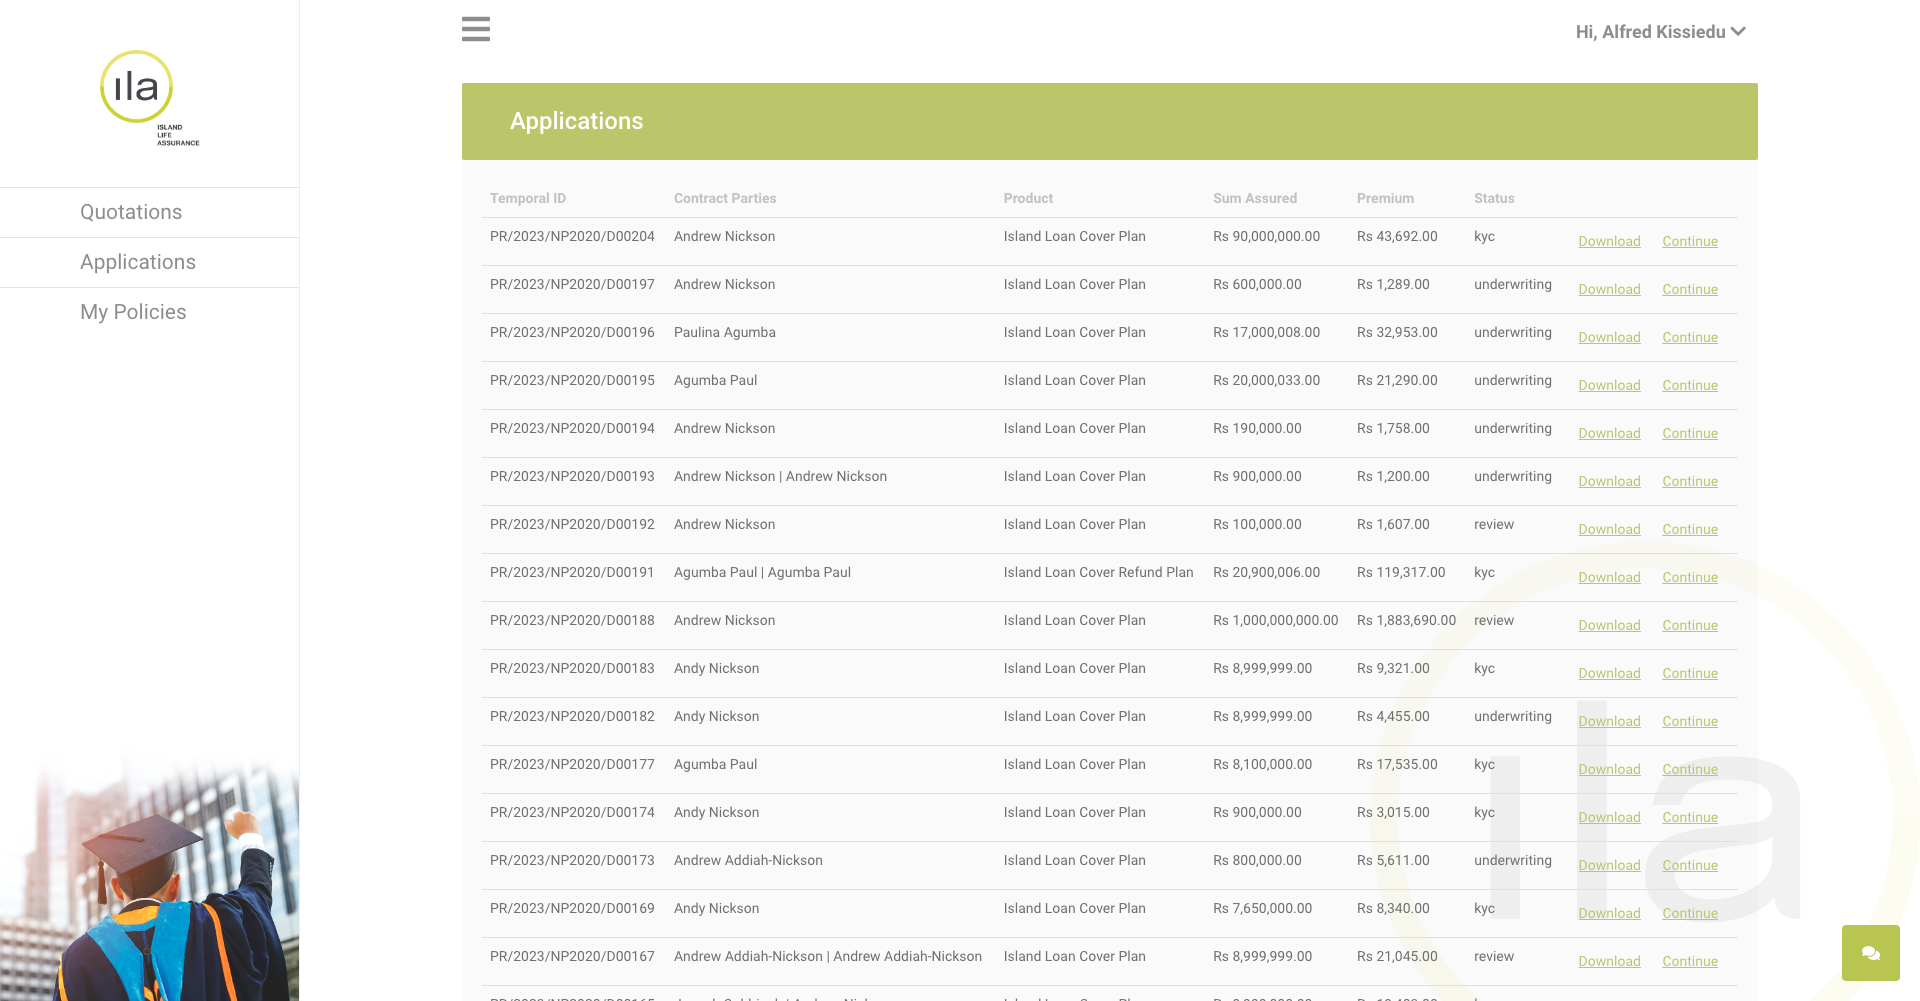 ila
ISLAND
LIFE
ASSURANCE
Quotations
Applications
My Policies
Hi, Alfred Kissiedu
Applications
Temporal ID Contract Parties Product Sum Assured Premium Status
PR/2023/NP2020/D00204 Andrew Nickson Island Loan Cover Plan Rs 90,000,000.00 Rs 43,692.00 kyc Download Continue
PR/2023/NP2020/D00197 Andrew Nickson Island Loan Cover Plan Rs 600,000.00 Rs 1,289.00 underwriting Download Continue
PR/2023/NP2020/D00196 Paulina Agumba Island Loan Cover Plan Rs 17,000,008.00 Rs 32,953.00 underwriting Download Continue
PR/2023/NP2020/D00195 Agumba Paul Island Loan Cover Plan Rs 20,000,033.00 Rs 21,290.00 underwriting Download Continue
PR/2023/NP2020/D00194 Andrew Nickson Island Loan Cover Plan Rs 190,000.00 Rs 1,758.00 underwriting Download Continue
PR/2023/NP2020/D00193 Andrew Nickson | Andrew Nickson Island Loan Cover Plan Rs 900,000.00 Rs 1,200.00 underwriting Download Continue
PR/2023/NP2020/D00192 Andrew Nickson Island Loan Cover Plan Rs 100,000.00 Rs 1,607.00 review Download Continue
PR/2023/NP2020/D00191 Agumba Paul | Agumba Paul Island Loan Cover Refund Plan Rs 20,900,006.00 Rs 119,317.00 kyc Download Continue
PR/2023/NP2020/D00188 Andrew Nickson Island Loan Cover Plan Rs 1,000,000,000.00 Rs 1,883,690.00 review Download Continue
PR/2023/NP2020/D00183 Andy Nickson Island Loan Cover Plan Rs 8,999,999.00 Rs 9,321.00 kyc Download Continue
PR/2023/NP2020/D00182 Andy Nickson Island Loan Cover Plan Rs 8,999,999.00 Rs 4,455.00 underwriting Download Continue
PR/2023/NP2020/D00177 Agumba Paul Island Loan Cover Plan Rs 8,100,000.00 Rs 17,535.00 kyc Download Continue
PR/2023/NP2020/D00174 Andy Nickson Island Loan Cover Plan Rs 900,000.00 Rs 3,015.00 kyc Download Continue
PR/2023/NP2020/D00173 Andrew Addiah-Nickson Island Loan Cover Plan Rs 800,000.00 Rs 5,611.00 underwriting Download Continue
PR/2023/NP2020/D00169 Andy Nickson Island Loan Cover Plan Rs 7,650,000.00 Rs 8,340.00 kyc Download Continue
PR/2023/NP2020/D00167 Andrew Addiah-Nickson | Andrew Addiah-Nickson Island Loan Cover Plan Rs 8,999,999.00 Rs 21,045.00 review Download Continue
ila